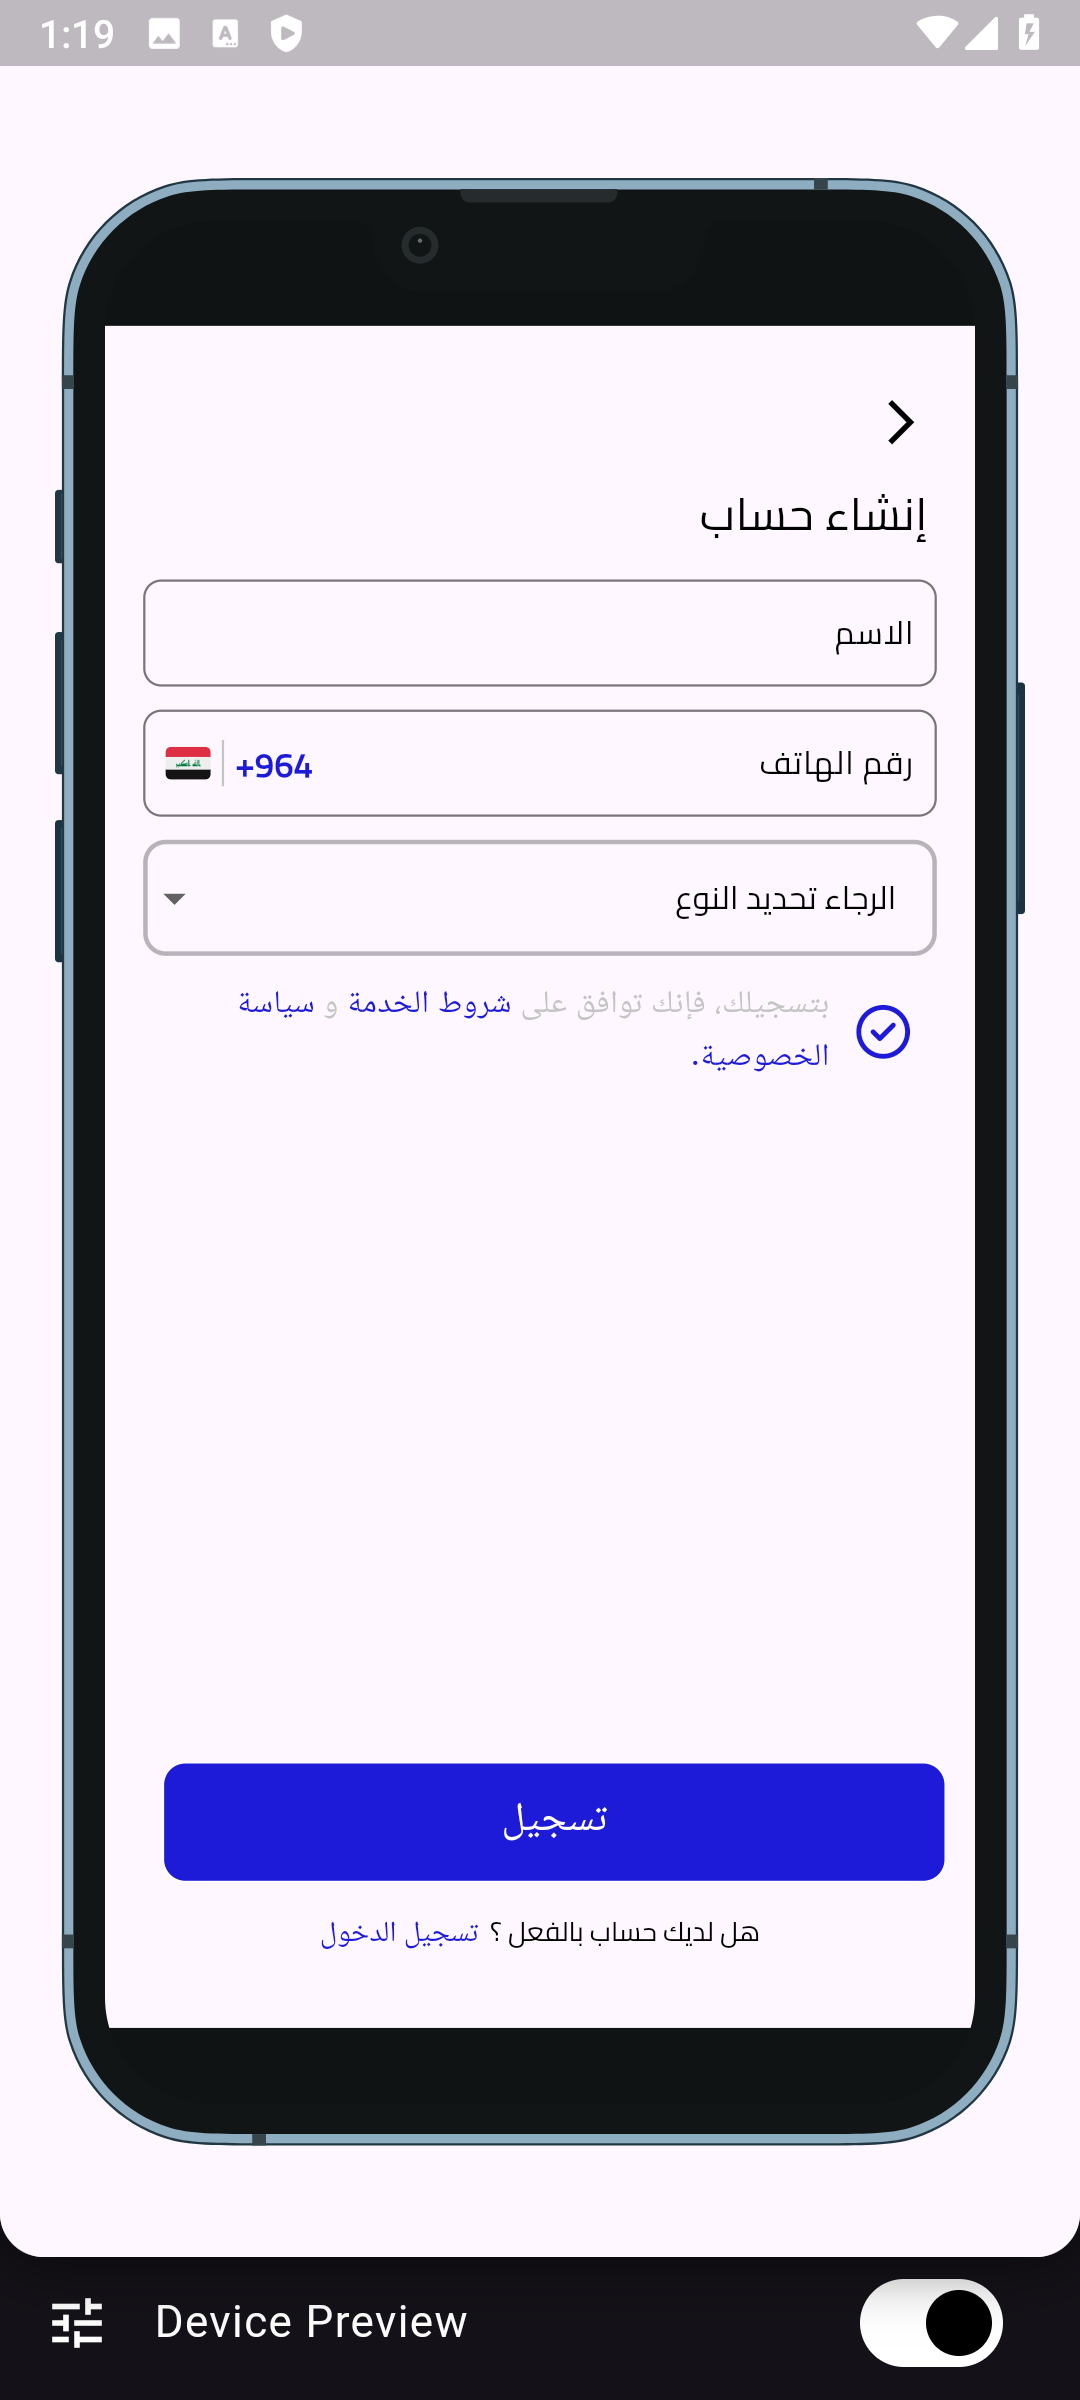 1:19
إنشاء حساب
الاسم
رقم الهاتف +964
الرجاء تحديد النوع
بتسجيلك، فإنك توافق على شروط الخدمة و سياسة
الخصوصية.
تسجيل
هل لديك حساب بالفعل ؟ تسجيل الدخول
Device Preview